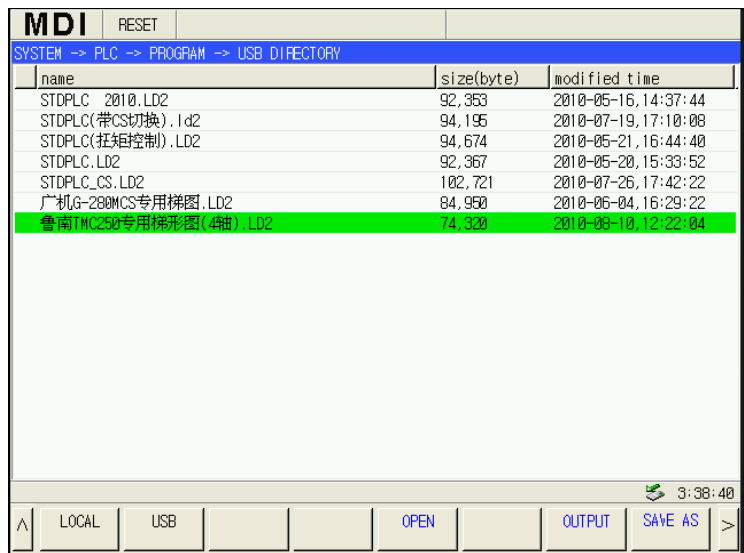 MDI RESET
SYSTEM -> PLC -> PROGRAM -> USB DIRECTORY
name size(byte) modified time
STDPLC 2010.LD2 92,353 2010-05-16,14:37:44
STDPLC(带CS切换).ld2 94,195 2010-07-19,17:10:08
STDPLC(扭矩控制).LD2 94,674 2010-05-21,16:44:40
STDPLC.LD2 92,367 2010-05-20,15:33:52
STDPLC_CS.LD2 102,721 2010-07-26,17:42:22
广机G-280MCS专用梯图.LD2 84,950 2010-06-04,16:29:22
鲁南TMC250专用梯形图(4轴).LD2 74,320 2010-08-10,12:22:04
3:38:40
^ LOCAL USB OPEN OUTPUT SAVE AS >